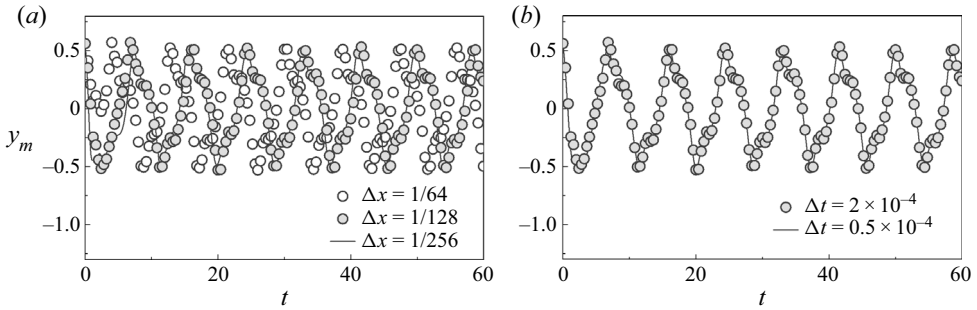 (a)
0.5
0
–0.5
–1.0
y_m
Δx = 1/64
Δx = 1/128
Δx = 1/256
0 20 40 60
t
(b)
0.5
0
–0.5
–1.0
Δt = 2 × 10⁻⁴
Δt = 0.5 × 10⁻⁴
0 20 40 60
t